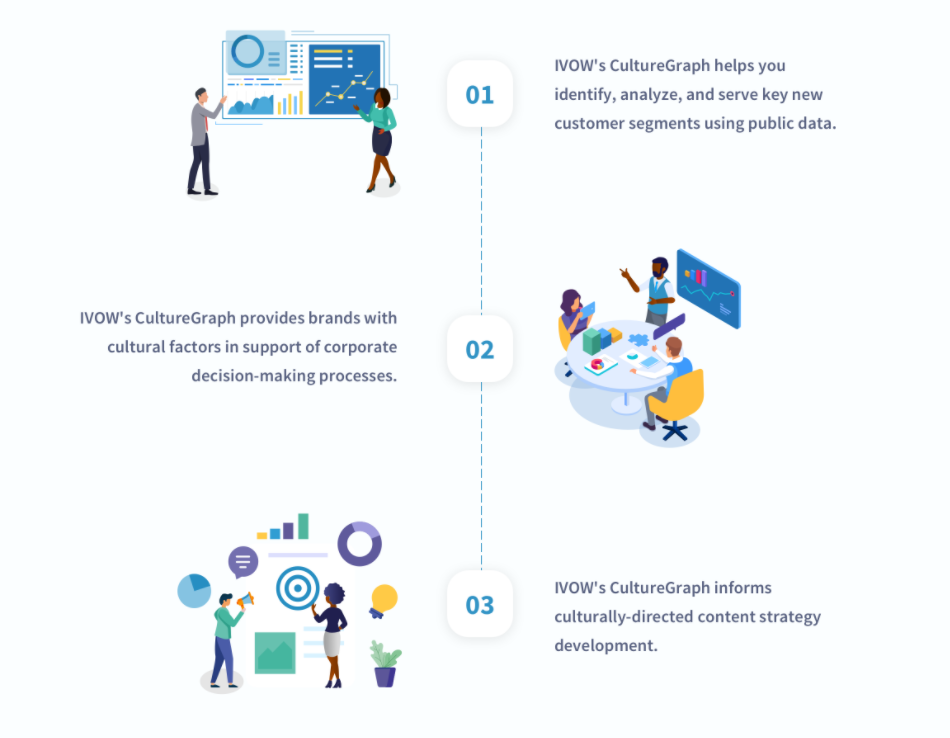 01
IVOW's CultureGraph helps you
identify, analyze, and serve key new
customer segments using public data.
IVOW's CultureGraph provides brands with
cultural factors in support of corporate
decision-making processes.
02
03
IVOW's CultureGraph informs
culturally-directed content strategy
development.